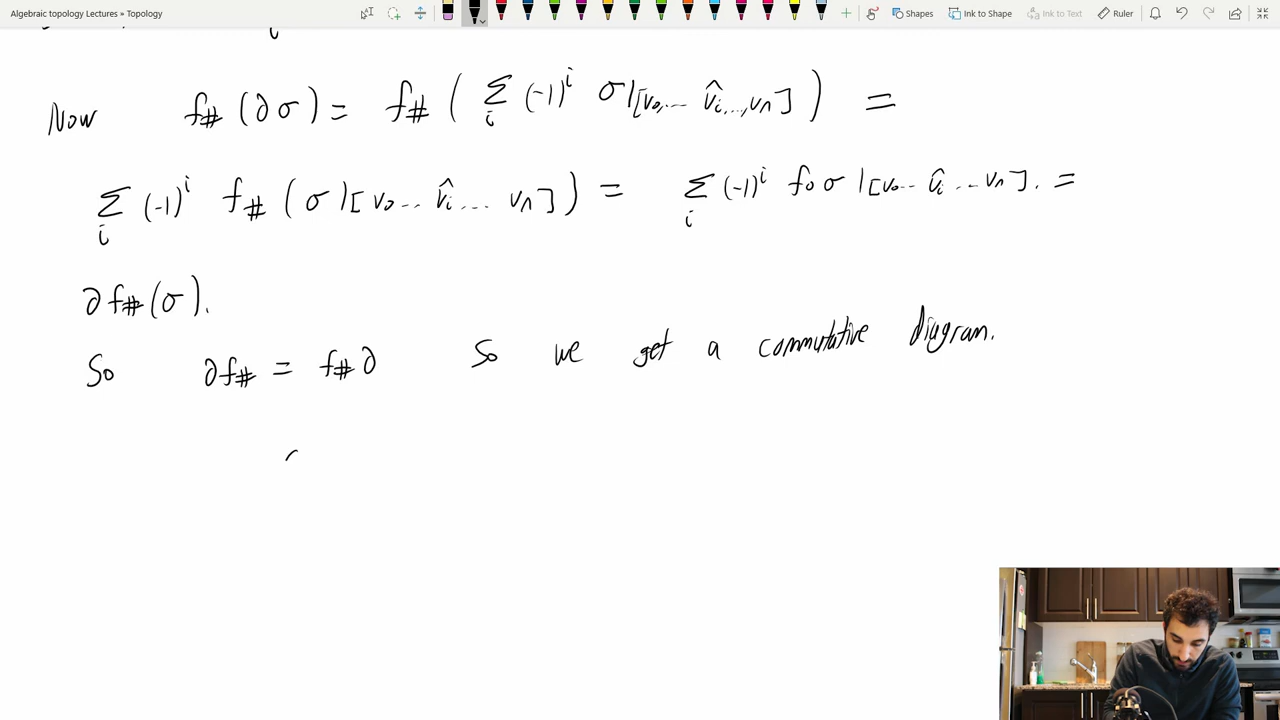 Algebraic topology Lectures » Topology
Shapes Ink to Shape Ink to Text Ruler
Now f#(∂σ) = f#( Σ_i (-1)^i σ|[v₀,... v̂ᵢ,...,vₙ] ) =
Σ_i (-1)^i f#( σ|[v₀... v̂ᵢ... vₙ] ) = Σ_i (-1)^i f∘σ|[v₀... v̂ᵢ...vₙ]. =
∂f#(σ).
So ∂f# = f#∂ So we get a commutative diagram.